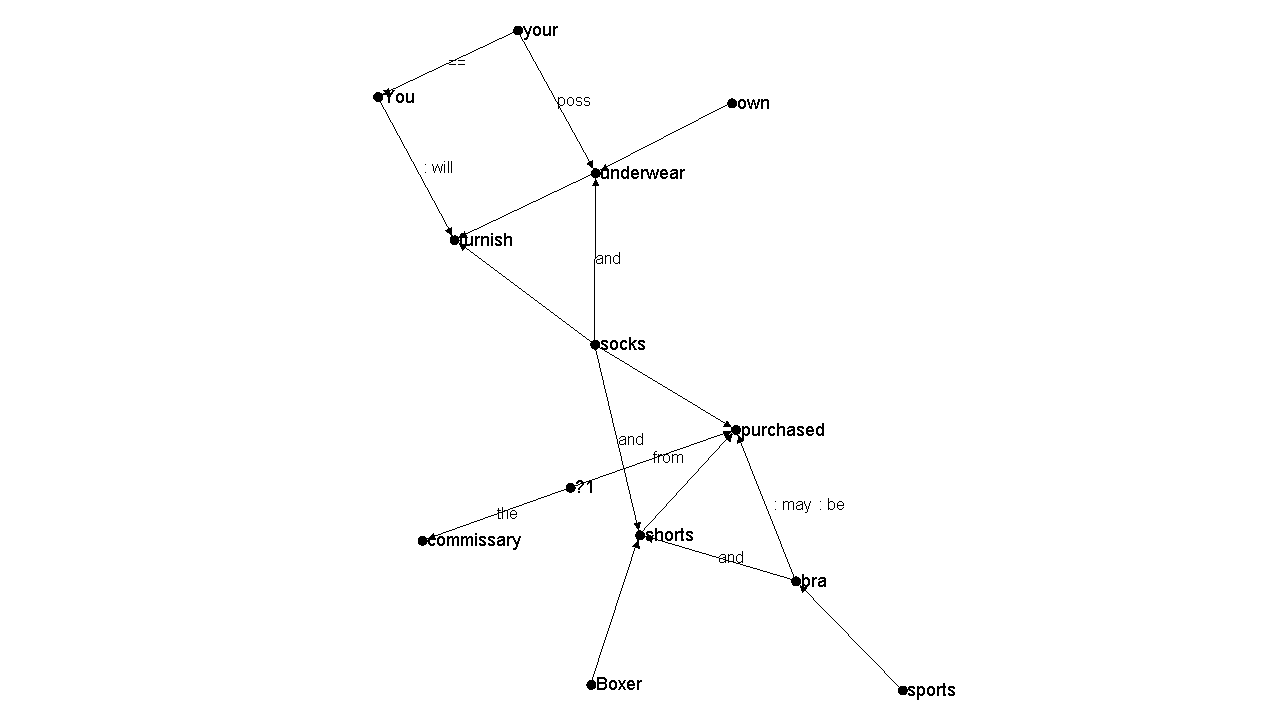 your
==
You
poss
own
: will
underwear
furnish
and
socks
purchased
and
from
?1
: may : be
the
shorts
commissary
and
bra
Boxer
sports